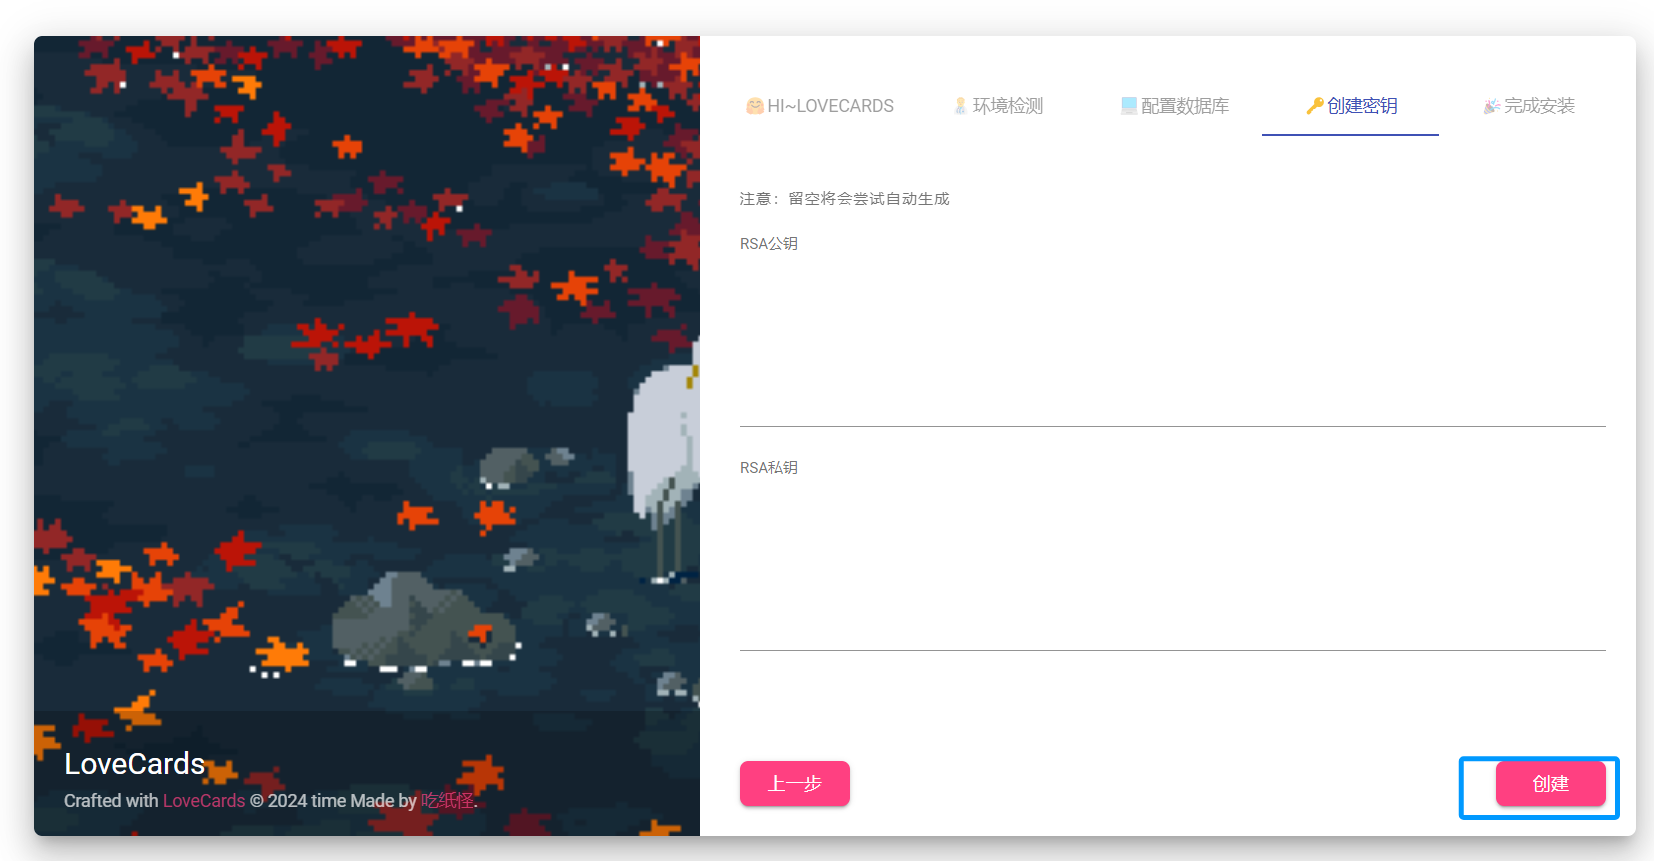 🤗HI~LOVECARDS
🌡️环境检测
💻配置数据库
🔑创建密钥
🎉完成安装
注意：留空将会尝试自动生成
RSA公钥
RSA私钥
上一步
创建
LoveCards
Crafted with LoveCards © 2024 time Made by 吃纸怪.